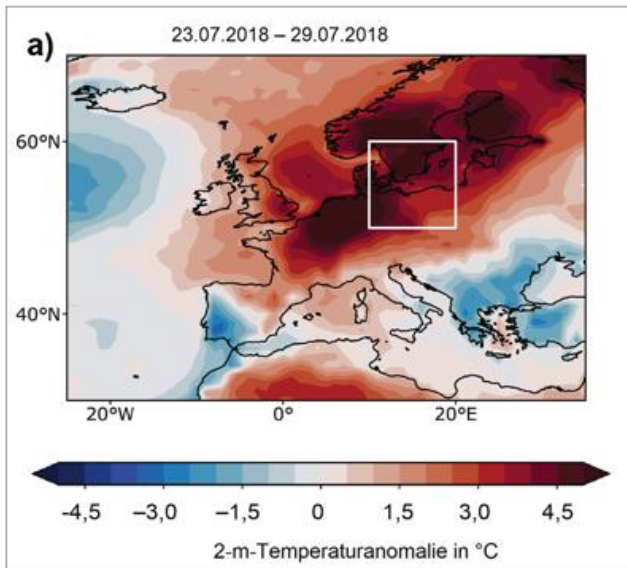 a)
23.07.2018 – 29.07.2018
60°N
40°N
20°W 0° 20°E
-4,5 –3,0 –1,5 0 1,5 3,0 4,5
2-m-Temperaturanomalie in °C